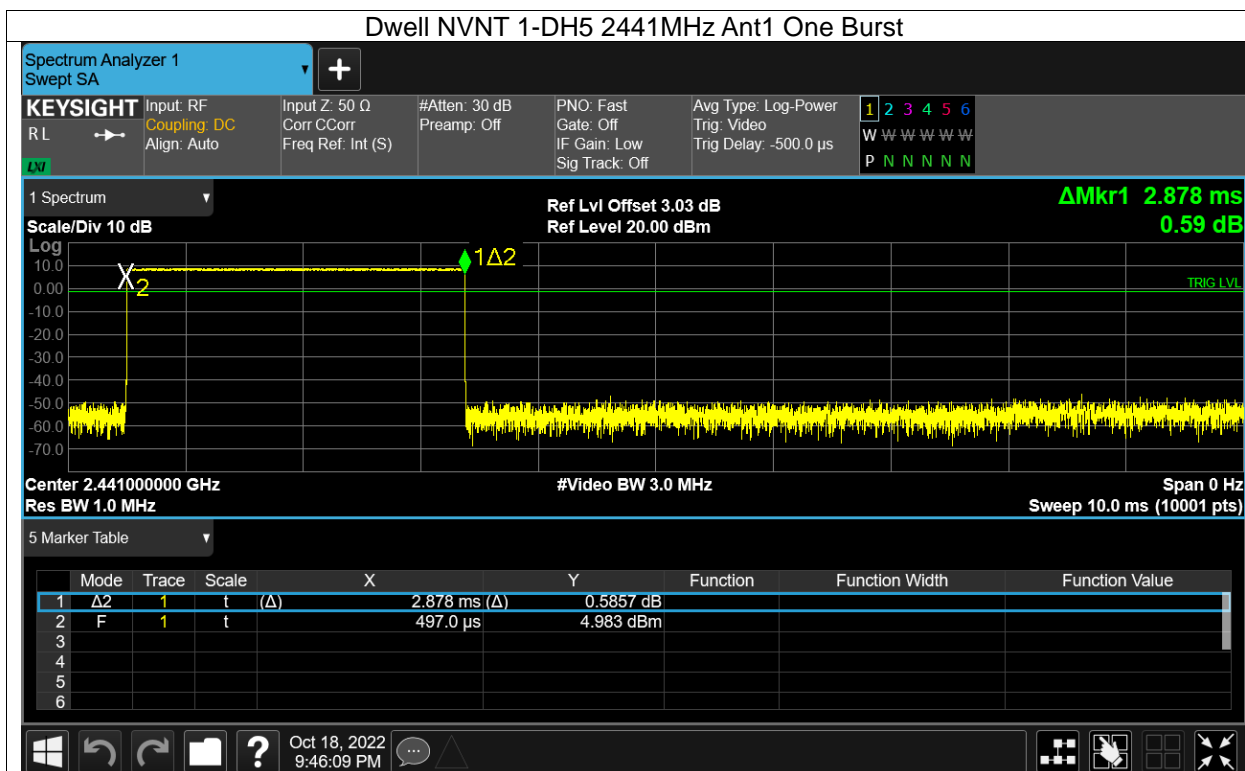 Dwell NVNT 1-DH5 2441MHz Ant1 One Burst
Spectrum Analyzer 1
Swept SA
KEYSIGHT Input: RF Input Z: 50 Ω #Atten: 30 dB PNO: Fast Avg Type: Log-Power 1 2 3 4 5 6
R L Coupling: DC Corr CCorr Preamp: Off Gate: Off Trig: Video W W W W W W
Align: Auto Freq Ref: Int (S) IF Gain: Low Trig Delay: -500.0 µs
LXI Sig Track: Off P N N N N N
1 Spectrum Ref Lvl Offset 3.03 dB ΔMkr1 2.878 ms
Scale/Div 10 dB Ref Level 20.00 dBm 0.59 dB
Log
1Δ2
10.0
2
0.00 TRIG LVL
-10.0
-20.0
-30.0
-40.0
-50.0
-60.0
-70.0
Center 2.441000000 GHz #Video BW 3.0 MHz Span 0 Hz
Res BW 1.0 MHz Sweep 10.0 ms (10001 pts)
5 Marker Table
Mode Trace Scale X Y Function Function Width Function Value
1 Δ2 1 t (Δ) 2.878 ms (Δ) 0.5857 dB
2 F 1 t 497.0 µs 4.983 dBm
3
4
5
6
? Oct 18, 2022
9:46:09 PM